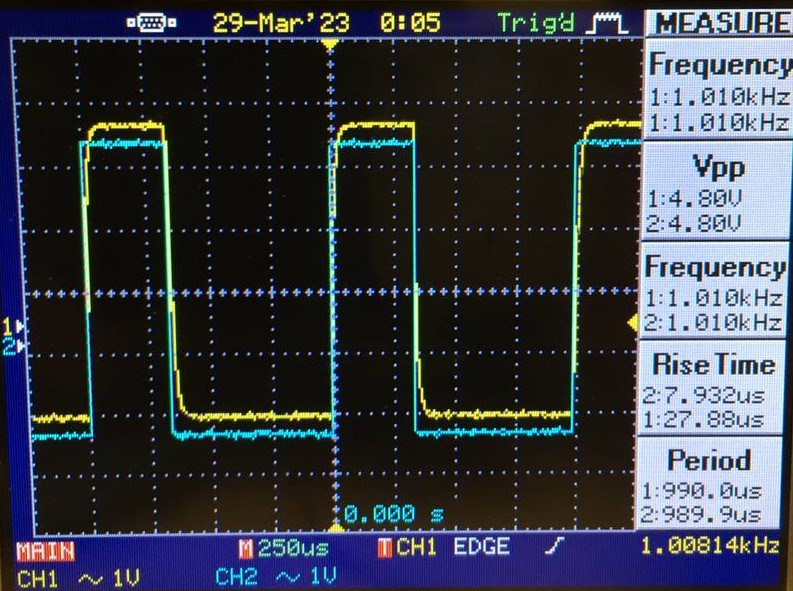 29-Mar'23 0:05 Trig'd
MEASURE
Frequency
1:1.010kHz
1:1.010kHz
Vpp
1:4.80V
2:4.80V
Frequency
1:1.010kHz
2:1.010kHz
Rise Time
2:7.932us
1:27.88us
Period
1:990.0us
2:989.9us
1
2
0.000 s
MAIN M 250us T CH1 EDGE 1.00814kHz
CH1 ~ 1V CH2 ~ 1V